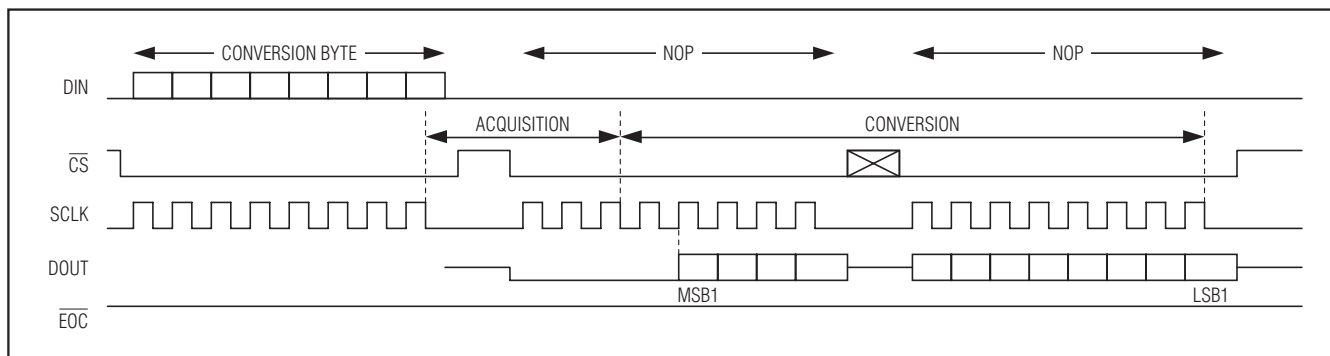 CONVERSION BYTE
NOP
NOP
DIN
ACQUISITION
CONVERSION
CS
SCLK
DOUT
MSB1
LSB1
EOC